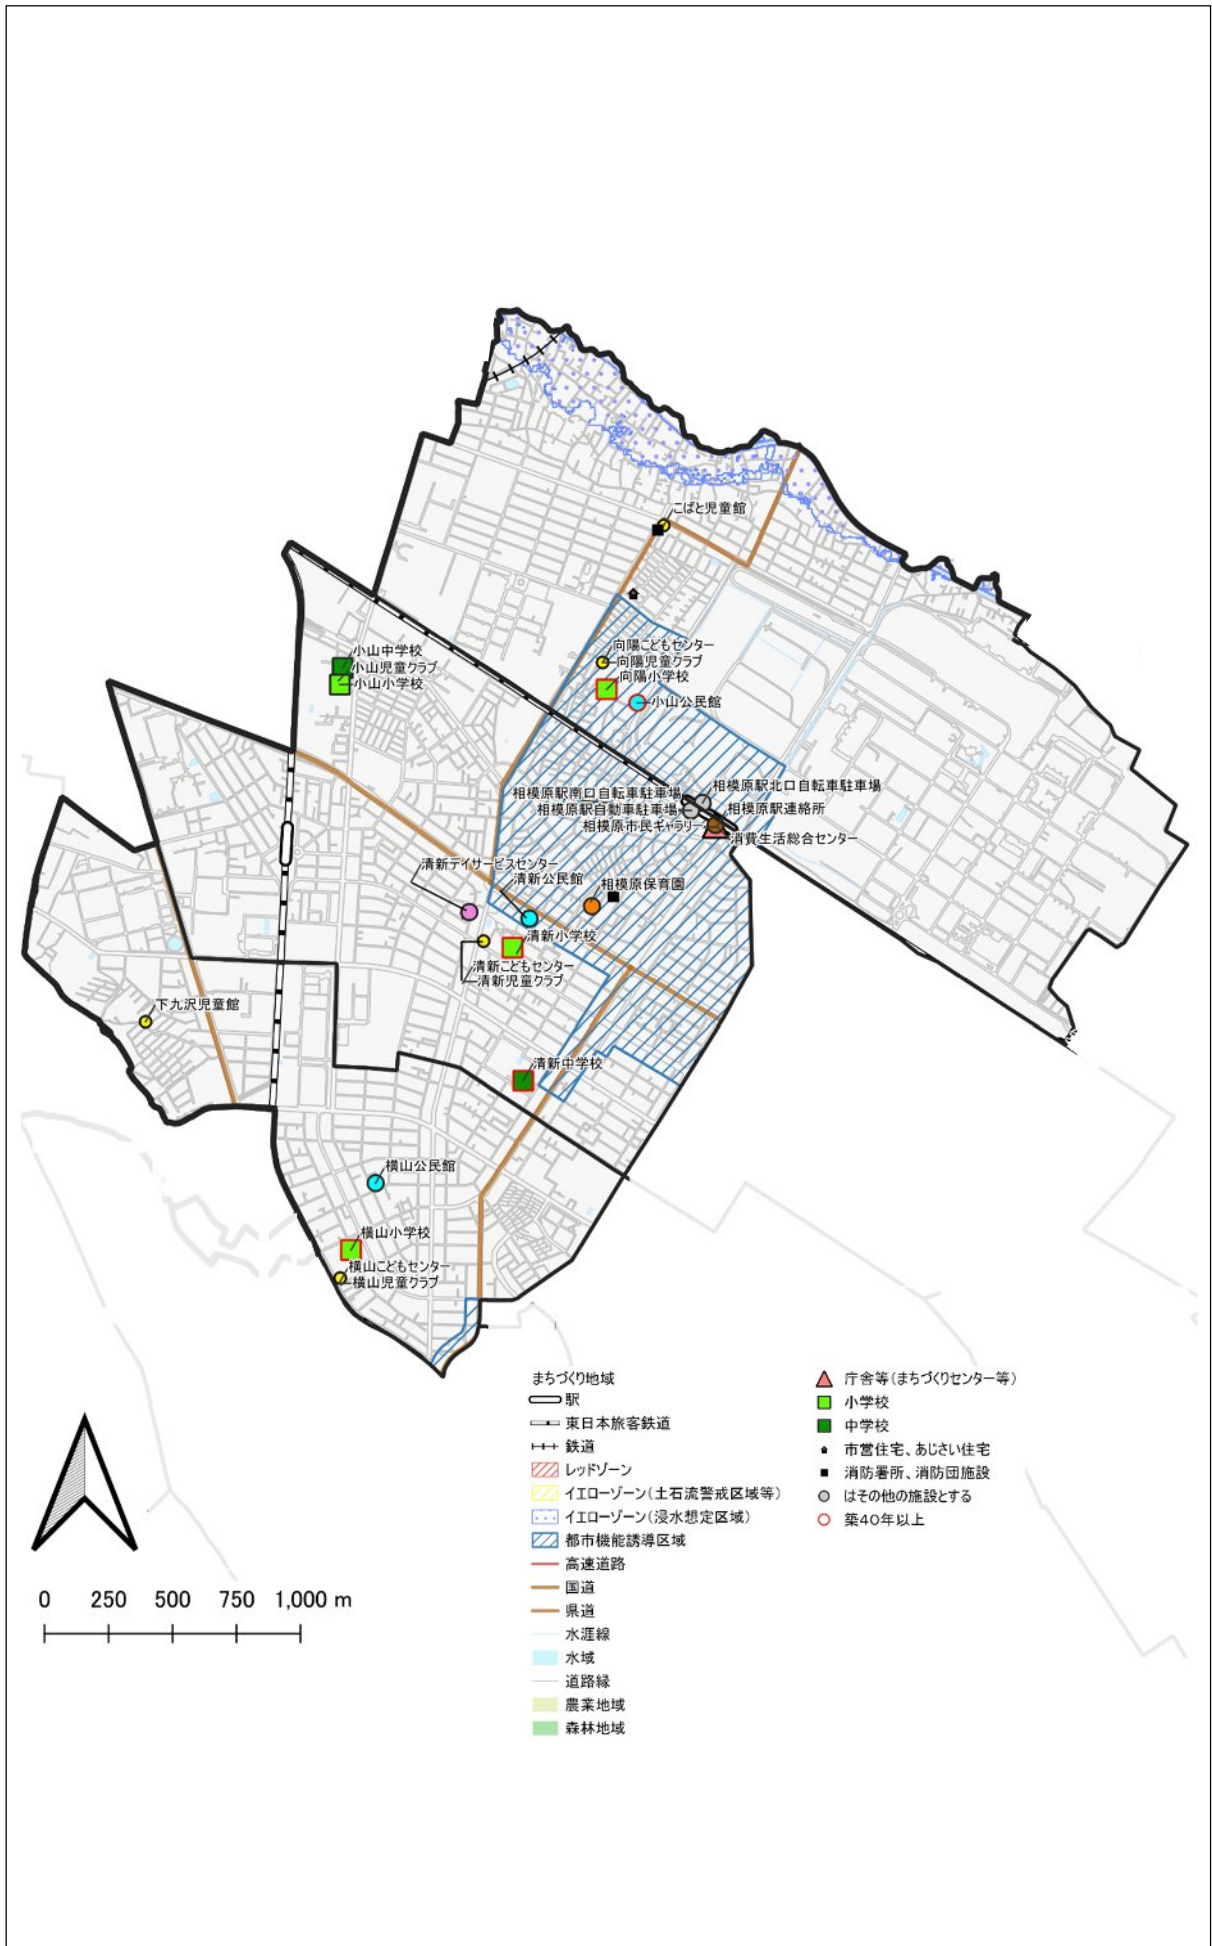 こばと児童館
小山中学校
小山児童クラブ
小山小学校
向陽こどもセンター
向陽児童クラブ
向陽小学校
小山公民館
相模原駅北口自転車駐車場
相模原駅南口自転車駐車場
相模原駅自動車駐車場
相模原駅連絡所
相模原市民ギャラリー
消費生活総合センター
清新デイサービスセンター
清新公民館
相模原保育園
清新小学校
清新こどもセンター
清新児童クラブ
下九沢児童館
清新中学校
横山公民館
横山小学校
横山こどもセンター
横山児童クラブ
まちづくり地域
駅
東日本旅客鉄道
鉄道
レッドゾーン
イエローゾーン(土石流警戒区域等)
イエローゾーン(浸水想定区域)
都市機能誘導区域
高速道路
国道
県道
水涯線
水域
道路縁
農業地域
森林地域
庁舎等(まちづくりセンター等)
小学校
中学校
市営住宅、あじさい住宅
消防署所、消防団施設
はその他の施設とする
築40年以上
0 250 500 750 1,000 m